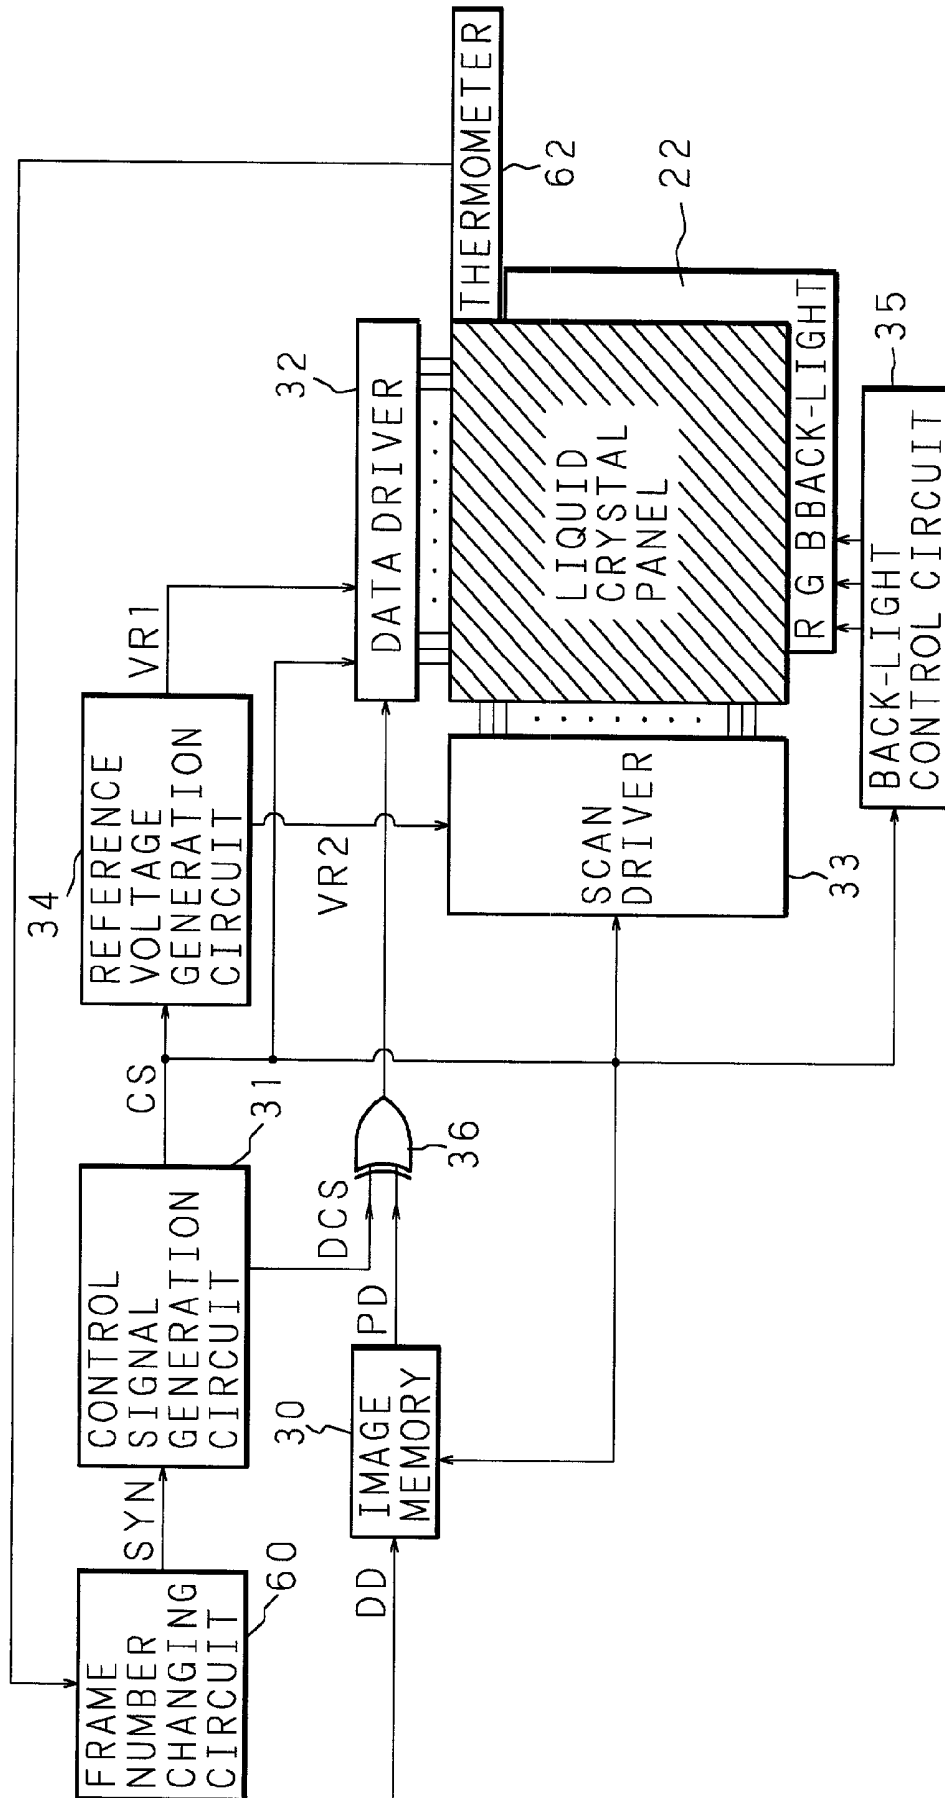 FRAME
NUMBER
CHANGING
CIRCUIT
60
SYN
CONTROL
SIGNAL
GENERATION
CIRCUIT
31
CS
REFERENCE
VOLTAGE
GENERATION
CIRCUIT
34
VR1
VR2
DD
IMAGE
MEMORY
30
PD
DCS
36
DATA DRIVER
32
SCAN
DRIVER
33
LIQUID
CRYSTAL
PANEL
THERMOMETER
62
22
R G B BACK-LIGHT
BACK-LIGHT
CONTROL CIRCUIT
35